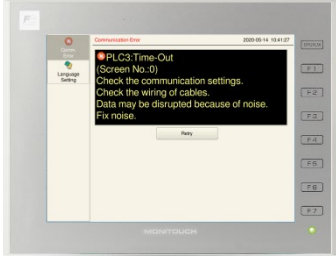 Communication Error
2020-05-14 10:41:27
Comm.
Error
Language
Setting
PLC3:Time-Out
(Screen No.:0)
Check the communication settings.
Check the wiring of cables.
Data may be disrupted because of noise.
Fix noise.
Retry
SYSTEM
F1
F2
F3
F4
F5
F6
F7
MONITOUCH